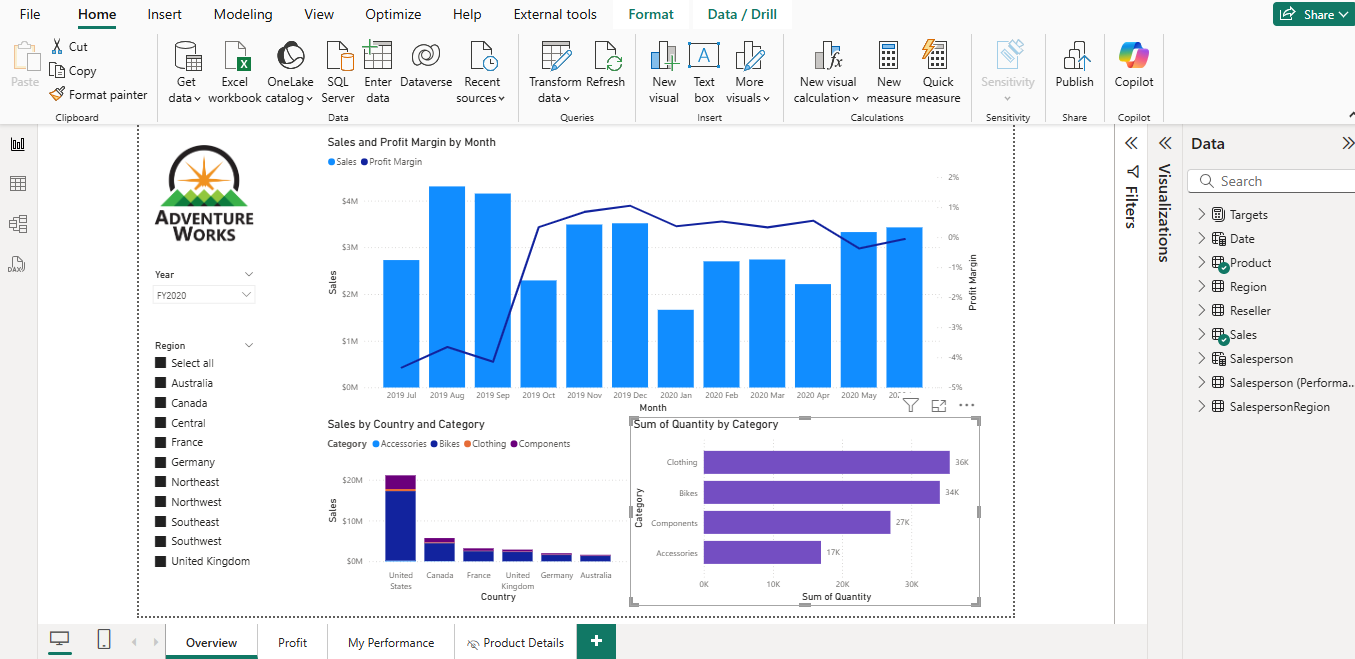 File Home Insert Modeling View Optimize Help External tools Format Data / Drill Share
Paste
Cut
Copy
Format painter
Clipboard
Get data
Excel workbook
OneLake catalog
SQL Server
Enter data
Dataverse
Recent sources
Data
Transform data
Refresh
Queries
New visual
Text box
More visuals
Insert
New visual calculation
New measure
Quick measure
Calculations
Sensitivity
Sensitivity
Publish
Share
Copilot
Copilot
DAX
ADVENTURE
WORKS
Year
FY2020
Region
Select all
Australia
Canada
Central
France
Germany
Northeast
Northwest
Southeast
Southwest
United Kingdom
Sales and Profit Margin by Month
Sales Profit Margin
$4M
$3M
$2M
$1M
$0M
Sales
2%
1%
0%
-1%
-2%
-3%
-4%
-5%
Profit Margin
2019 Jul 2019 Aug 2019 Sep 2019 Oct 2019 Nov 2019 Dec 2020 Jan 2020 Feb 2020 Mar 2020 Apr 2020 May
Month
Sales by Country and Category
Category Accessories Bikes Clothing Components
$20M
$10M
$0M
Sales
United States
Canada
France
United Kingdom
Germany
Australia
Country
Sum of Quantity by Category
Category
Clothing 36K
Bikes 34K
Components 27K
Accessories 17K
0K 10K 20K 30K
Sum of Quantity
Filters
Visualizations
Data
Search
Targets
Date
Product
Region
Reseller
Sales
Salesperson
Salesperson (Performa...
SalespersonRegion
Overview Profit My Performance Product Details +